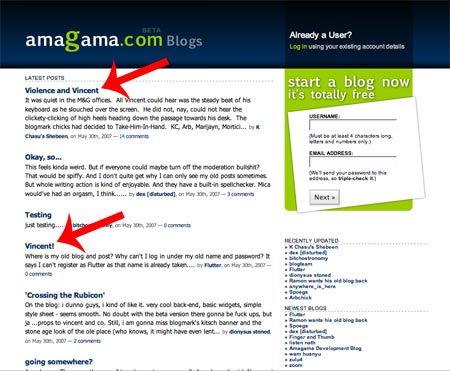 BETA
amagama.com Blogs
Already a User?
Log in using your existing account details
LATEST POSTS
Violence and Vincent
It was quiet in the M&G offices. All Vincent could hear was the steady beat of his
keyboard as he slouched over the screen. He did not, nay, could not hear the
clickety-clicking of high heels heading down the passage towards his desk. The
blogmark chicks had decided to Take-Him-In-Hand. KC, Arb, Marijayn, Mortici... by K
Chasu's Shebeen, on May 30th, 2007 — 14 comments
Okay, so...
This feels kinda weird. But if everyone could maybe turn off the moderation bullshit?
That would be spiffy. And I don't quite get why I can only see my old posts sometimes.
But whole writing action is kind of enjoyable. And they have a built-in spellchecker. Mica
would've had an orgasm, I think...... by dex [disturbed], on May 30th, 2007 — 3 comments
Testing
just testing.... bitchostronomy, on May 30th, 2007 — 0 comments
Vincent!
Where is my old blog and post? Why can't I log in under my old name and password? It
says I can't register as Flutter as that name is already taken.... by Flutter, on May 30th, 2007 —
0 comments
'Crossing the Rubicon'
On the blog: i dunno guys, i kind of like it. very cool back-end, basic widgets, simple
style sheet - seems smooth. No doubt with the beta version there gonna be fuck ups, but
ja ...props to vincent and co. Still, i am gonna miss blogmark's kitsch banner and the
stone age look of the ole place (who knows, it might have even lent... by dionysus stoned,
on May 30th, 2007 — 2 comments
going somewhere?
start a blog now
it's totally free
USERNAME:
(Must be at least 4 characters long,
letters and numbers only.)
EMAIL ADDRESS:
(We'll send your password to this
address, so triple-check it.)
Next »
RECENTLY UPDATED
K Chasu's Shebeen
dex [disturbed]
bitchostronomy
blogteam
Flutter
dionysus stoned
Ramon wants his old blog back
anywhere_is_here
Spoegs
Arbchick
NEWEST BLOGS
Flutter
Ramon wants his old blog back
Spoegs
dex [disturbed]
Finger and Thumb
Amagama Development Blog
listen nath
wam huanyu
zulu4
zoom